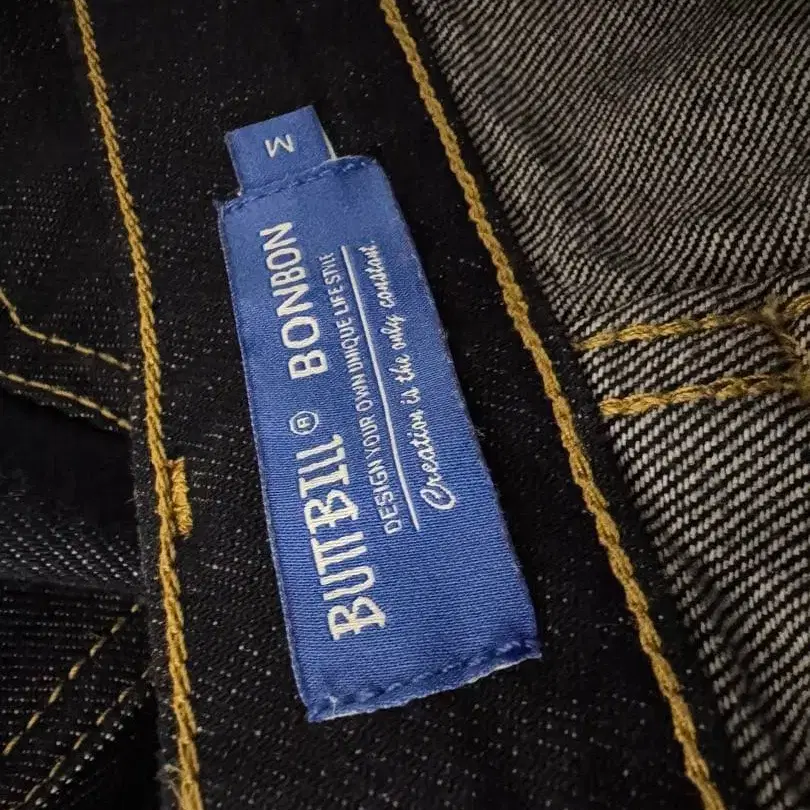 M
BUTTBILL® BONBON
DESIGN YOUR OWN UNIQUE LIFE STYLE
Creation is the only constant.